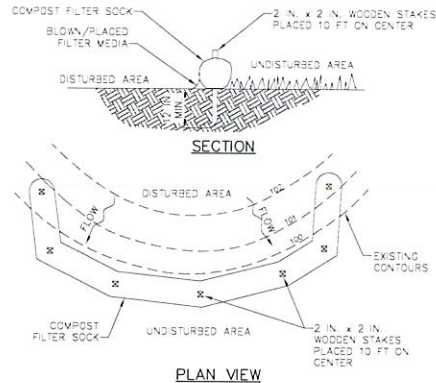 COMPOST FILTER SOCK
BLOWN/PLACED
FILTER MEDIA
2 IN. x 2 IN. WOODEN STAKES
PLACED 10 FT ON CENTER
DISTURBED AREA
UNDISTURBED AREA
12 IN.
MIN.
SECTION
DISTURBED AREA
102
FLOW
FLOW
101
100
EXISTING
CONTOURS
COMPOST
FILTER SOCK
UNDISTURBED AREA
2 IN. x 2 IN.
WOODEN STAKES
PLACED 10 FT ON
CENTER
PLAN VIEW